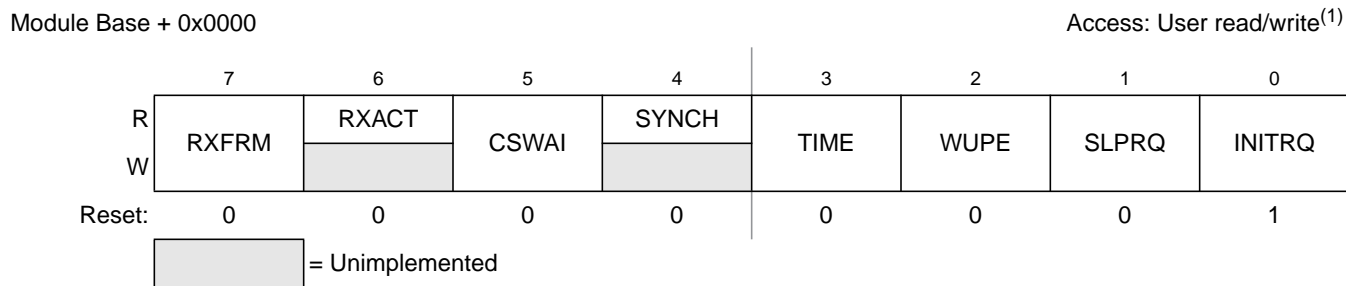 Module Base + 0x0000 Access: User read/write(1)
7 6 5 4 3 2 1 0
R RXFRM RXACT CSWAI SYNCH TIME WUPE SLPRQ INITRQ
W
Reset: 0 0 0 0 0 0 0 1
= Unimplemented